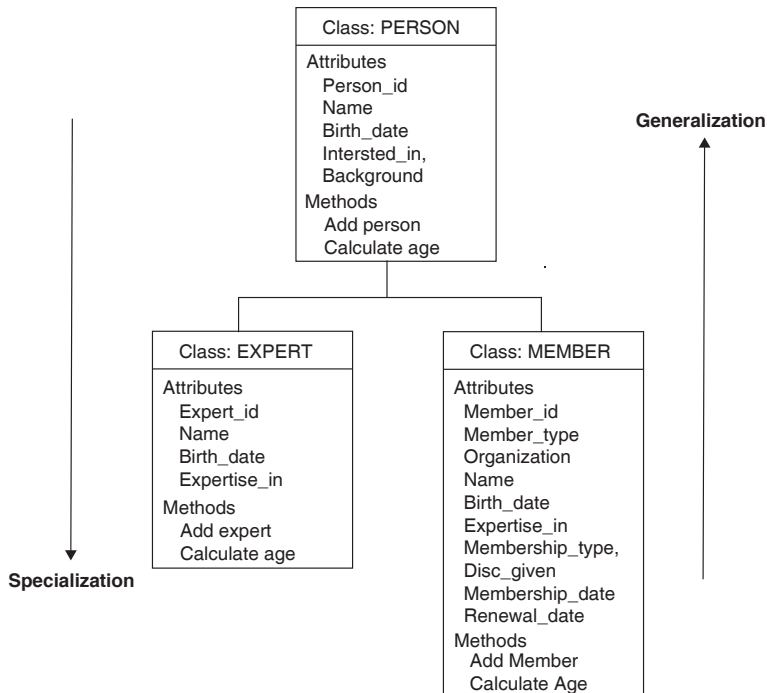 Class: PERSON
Attributes
Person_id
Name
Birth_date
Intersted_in,
Background
Methods
Add person
Calculate age
Generalization
Class: EXPERT
Attributes
Expert_id
Name
Birth_date
Expertise_in
Methods
Add expert
Calculate age
Specialization
Class: MEMBER
Attributes
Member_id
Member_type
Organization
Name
Birth_date
Expertise_in
Membership_type,
Disc_given
Membership_date
Renewal_date
Methods
Add Member
Calculate Age